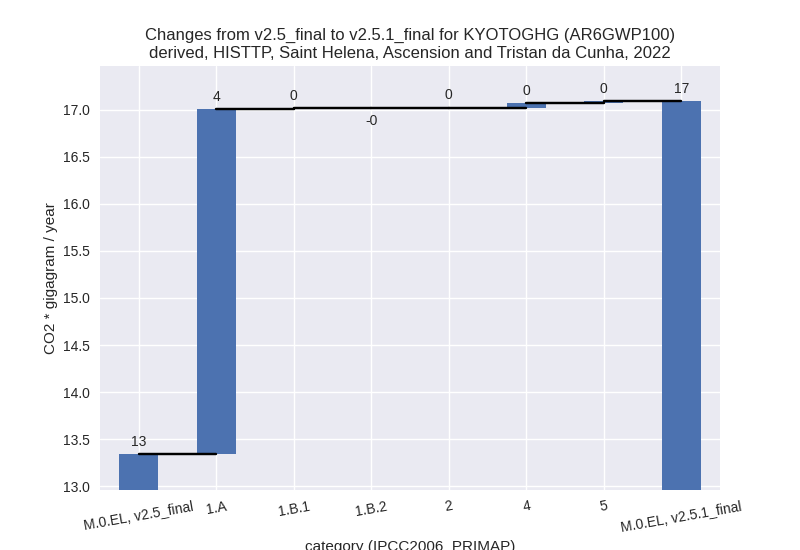 Changes from v2.5_final to v2.5.1_final for KYOTOGHG (AR6GWP100)
derived, HISTTP, Saint Helena, Ascension and Tristan da Cunha, 2022
CO2 * gigagram / year
17.0
16.5
16.0
15.5
15.0
14.5
14.0
13.5
13.0
13
4
0
-0
0
0
0
17
M.0.EL, v2.5_final
1.A
1.B.1
1.B.2
2
4
5
M.0.EL, v2.5.1_final
category (IPCC2006_PRIMAP)